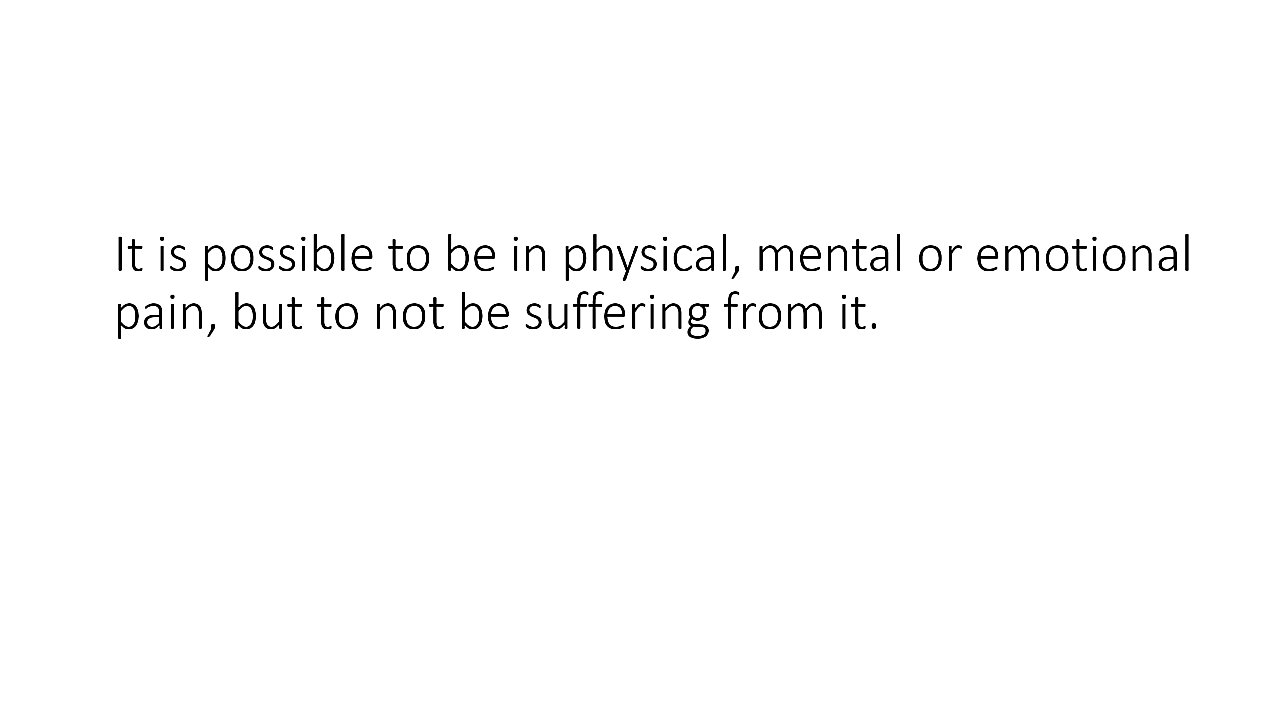 It is possible to be in physical, mental or emotional
pain, but to not be suffering from it.